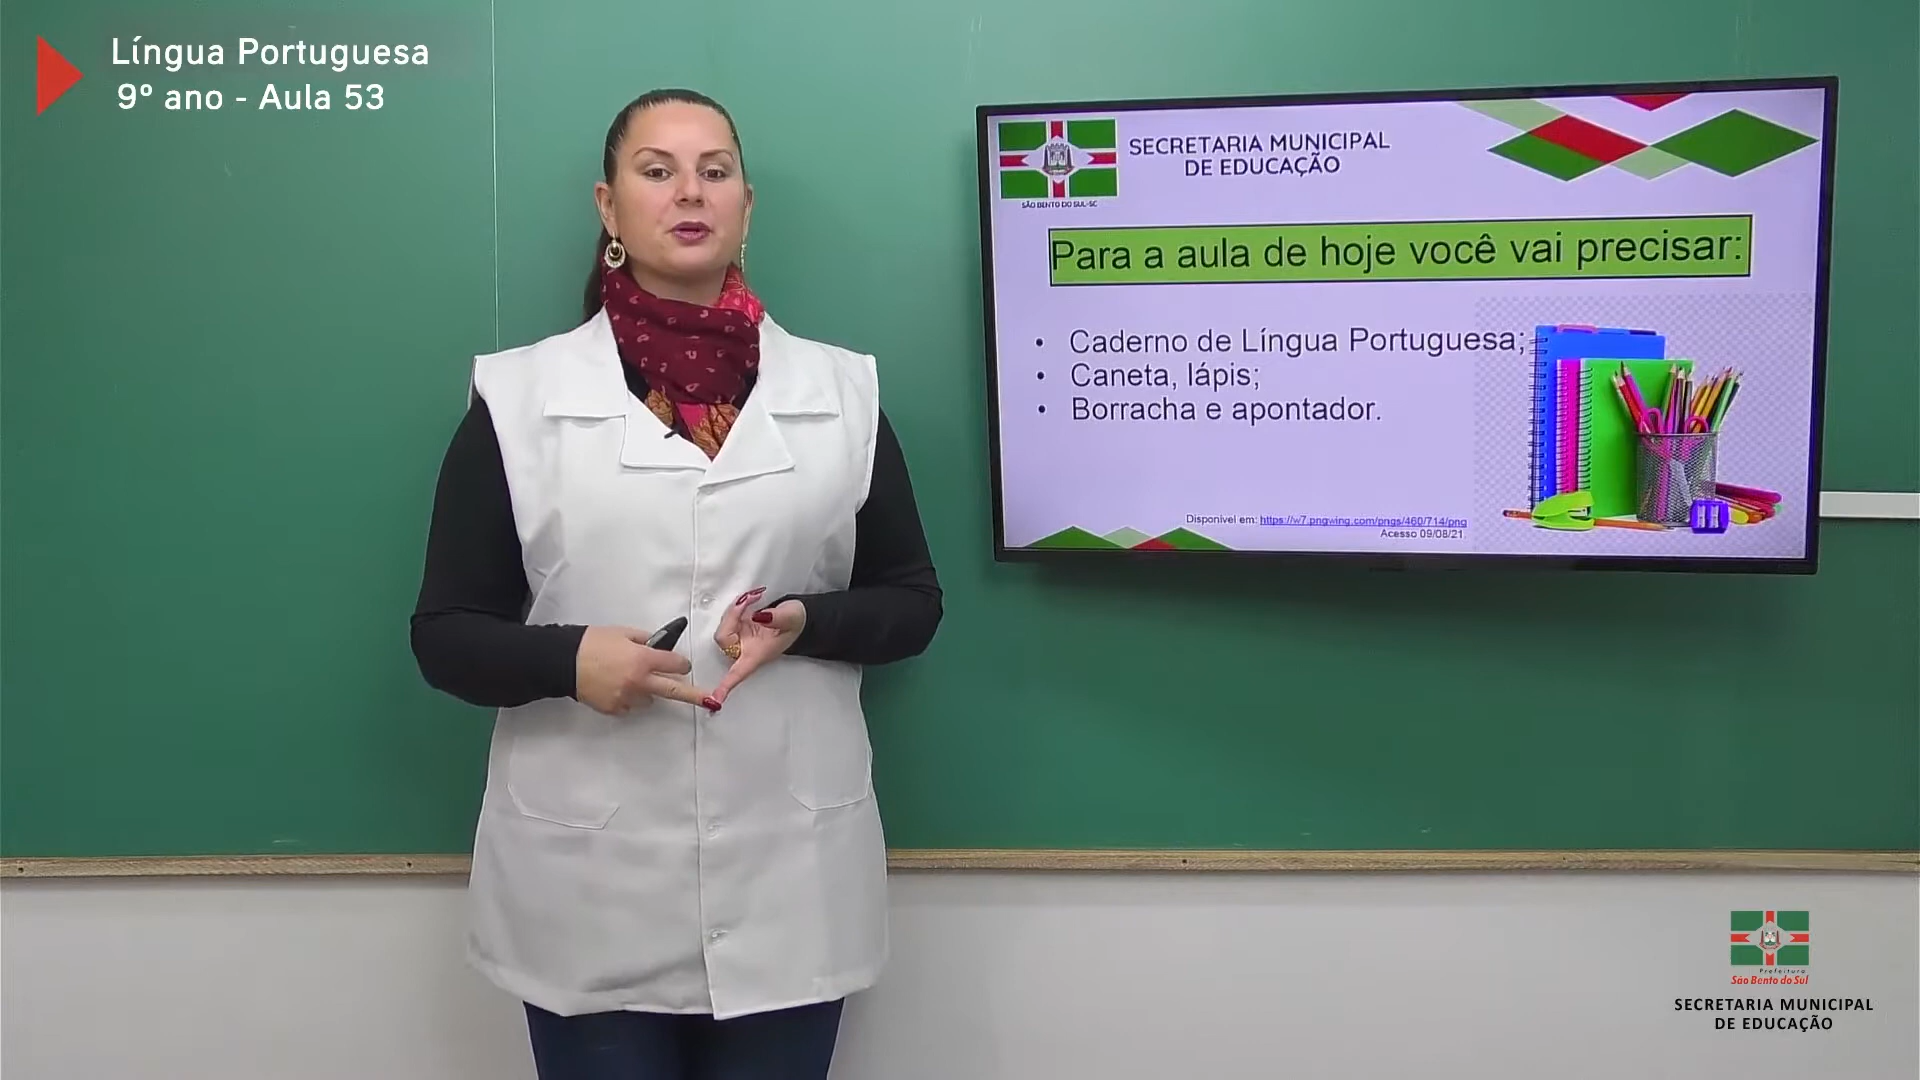 Língua Portuguesa
9º ano - Aula 53
SECRETARIA MUNICIPAL
DE EDUCAÇÃO
SÃO BENTO DO SUL-SC
Para a aula de hoje você vai precisar:
• Caderno de Língua Portuguesa;
• Caneta, lápis;
• Borracha e apontador.
Disponível em: https://w7.pngwing.com/pngs/460/714/png
Acesso 09/08/21.
Prefeitura
São Bento do Sul
SECRETARIA MUNICIPAL
DE EDUCAÇÃO